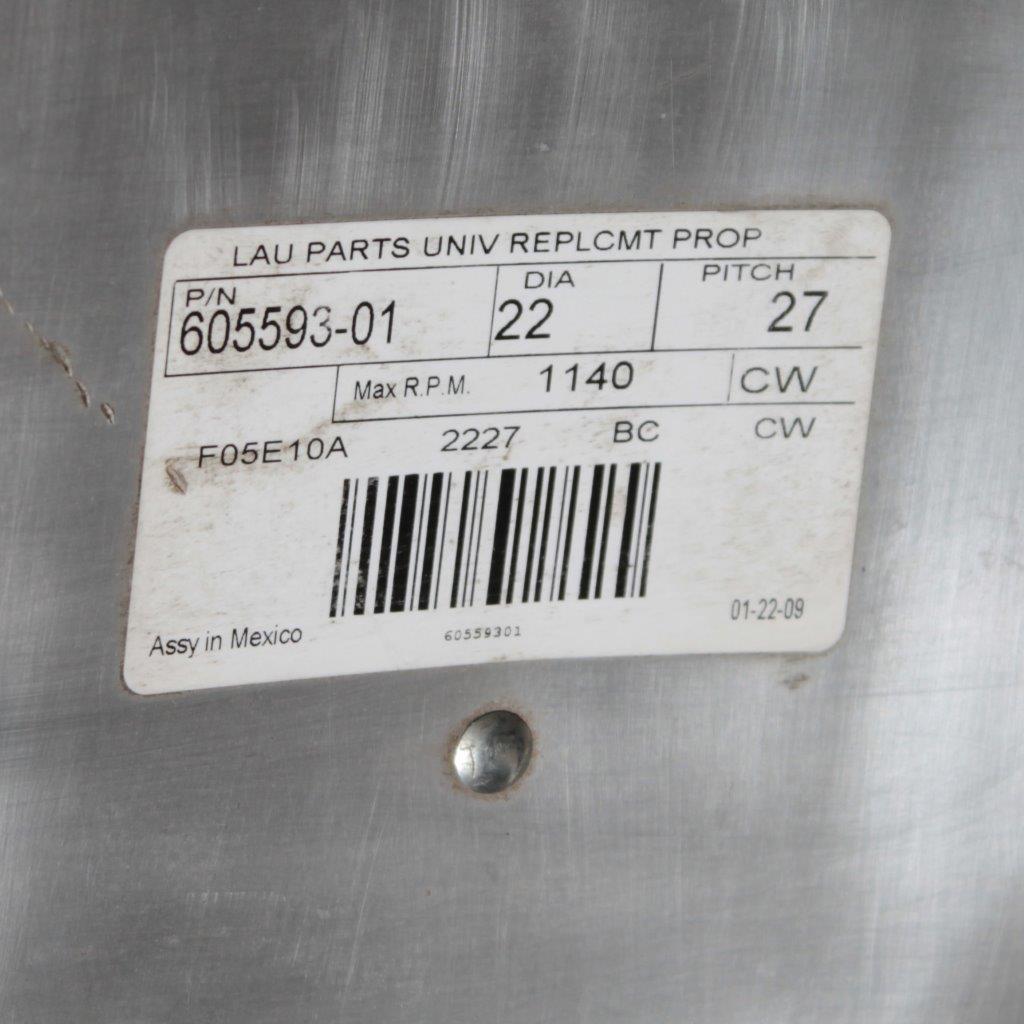 LAU PARTS UNIV REPLCMT PROP
P/N DIA PITCH
605593-01 22 27
Max R.P.M. 1140 CW
F05E10A 2227 BC CW
Assy in Mexico 60559301 01-22-09